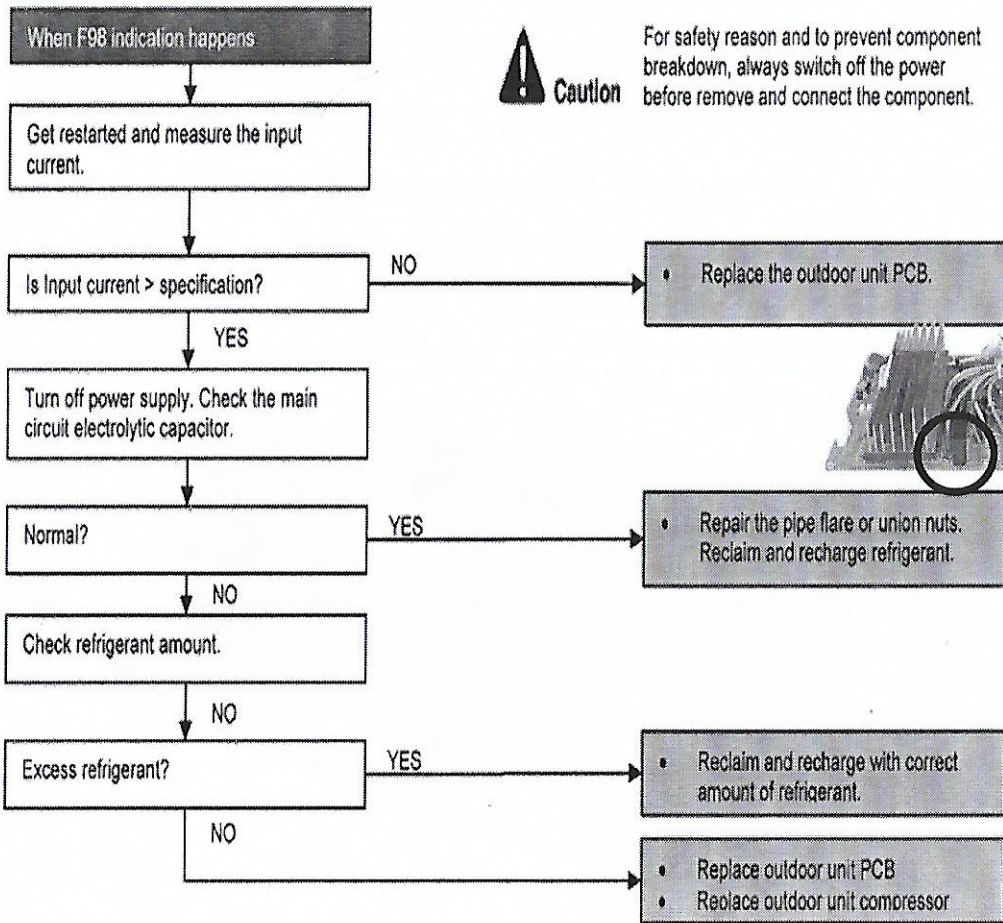 When F98 indication happens
Caution
For safety reason and to prevent component
breakdown, always switch off the power
before remove and connect the component.
Get restarted and measure the input
current.
Is Input current > specification?
NO
• Replace the outdoor unit PCB.
YES
Turn off power supply. Check the main
circuit electrolytic capacitor.
Normal?
YES
• Repair the pipe flare or union nuts.
Reclaim and recharge refrigerant.
NO
Check refrigerant amount.
NO
Excess refrigerant?
YES
• Reclaim and recharge with correct
amount of refrigerant.
NO
• Replace outdoor unit PCB
• Replace outdoor unit compressor